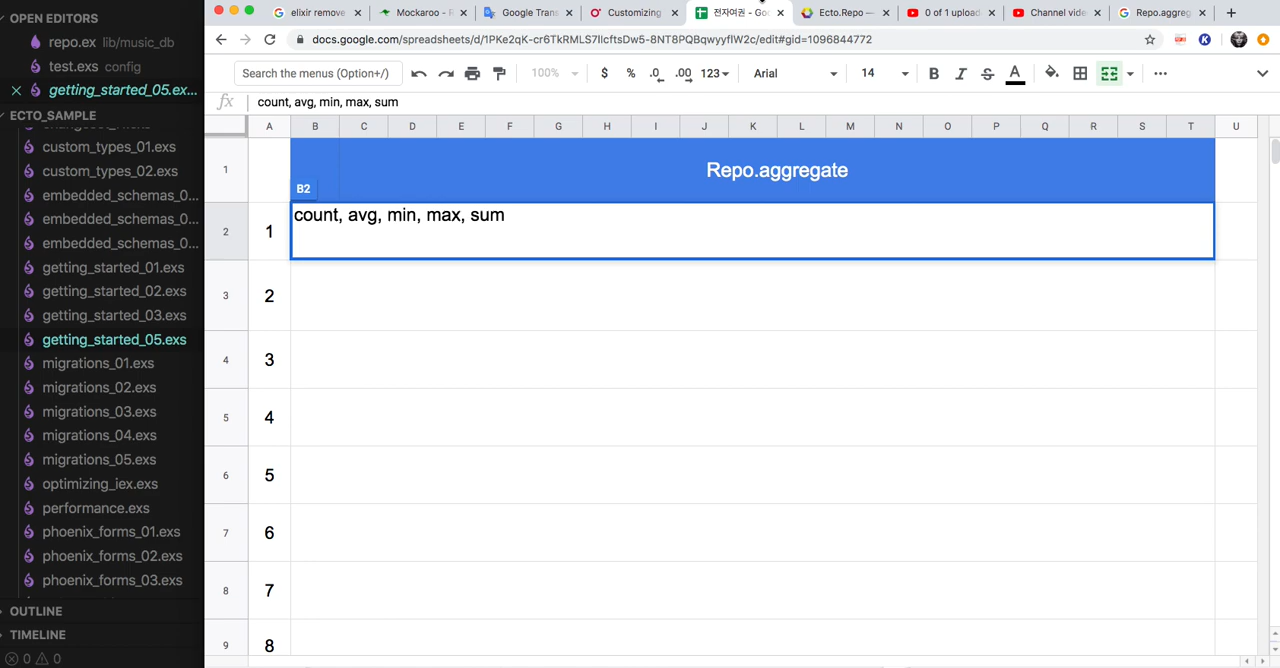 OPEN EDITORS
repo.ex lib/music_db
test.exs config
getting_started_05.ex...
ECTO_SAMPLE
custom_types_01.exs
custom_types_02.exs
embedded_schemas_0...
embedded_schemas_0...
embedded_schemas_0...
getting_started_01.exs
getting_started_02.exs
getting_started_03.exs
getting_started_05.exs
migrations_01.exs
migrations_02.exs
migrations_03.exs
migrations_04.exs
migrations_05.exs
optimizing_iex.exs
performance.exs
phoenix_forms_01.exs
phoenix_forms_02.exs
phoenix_forms_03.exs
OUTLINE
TIMELINE
0 0
elixir remove
Mockaroo - R
Google Trans
Customizing
전자여권 - Goo
Ecto.Repo —
0 of 1 upload
Channel vide
Repo.aggreg
docs.google.com/spreadsheets/d/1PKe2qK-cr6TkRMLS7IIcftsDw5-8NT8PQBqwyyfIW2c/edit#gid=1096844772
Search the menus (Option+/)
100%
$ % .0 .00 123
Arial
14
B I S A
fx count, avg, min, max, sum
A B C D E F G H I J K L M N O P Q R S T U
1 Repo.aggregate
B2
2 1 count, avg, min, max, sum
3 2
4 3
5 4
6 5
7 6
8 7
9 8